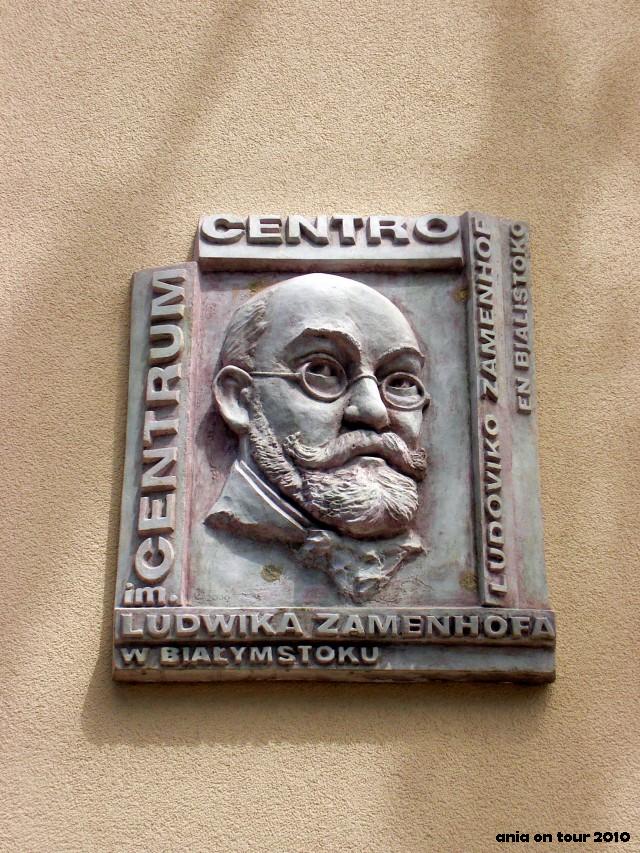 CENTRO
LUDOVIKO ZAMENHOF
EN BIALISTOKO
CENTRUM
im.
LUDWIKA ZAMENHOFA
W BIAŁYMSTOKU
ania on tour 2010